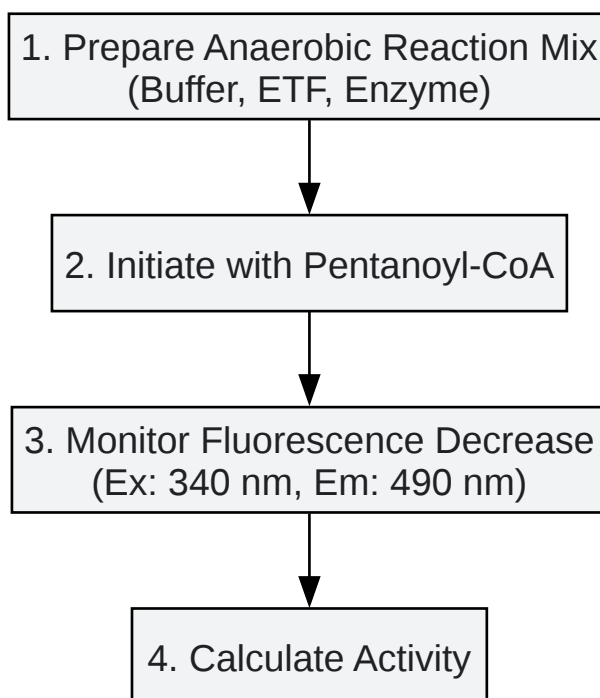 1. Prepare Anaerobic Reaction Mix
(Buffer, ETF, Enzyme)
2. Initiate with Pentanoyl-CoA
3. Monitor Fluorescence Decrease
(Ex: 340 nm, Em: 490 nm)
4. Calculate Activity